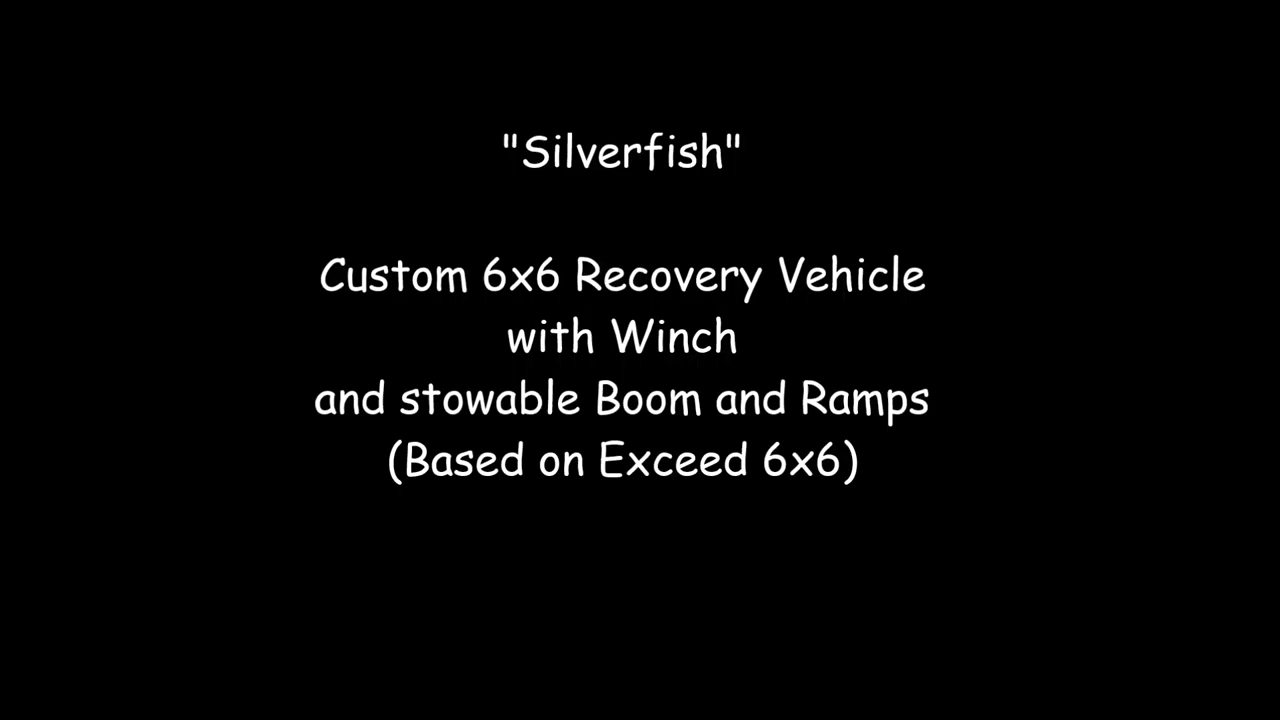 "Silverfish"
Custom 6x6 Recovery Vehicle
with Winch
and stowable Boom and Ramps
(Based on Exceed 6x6)